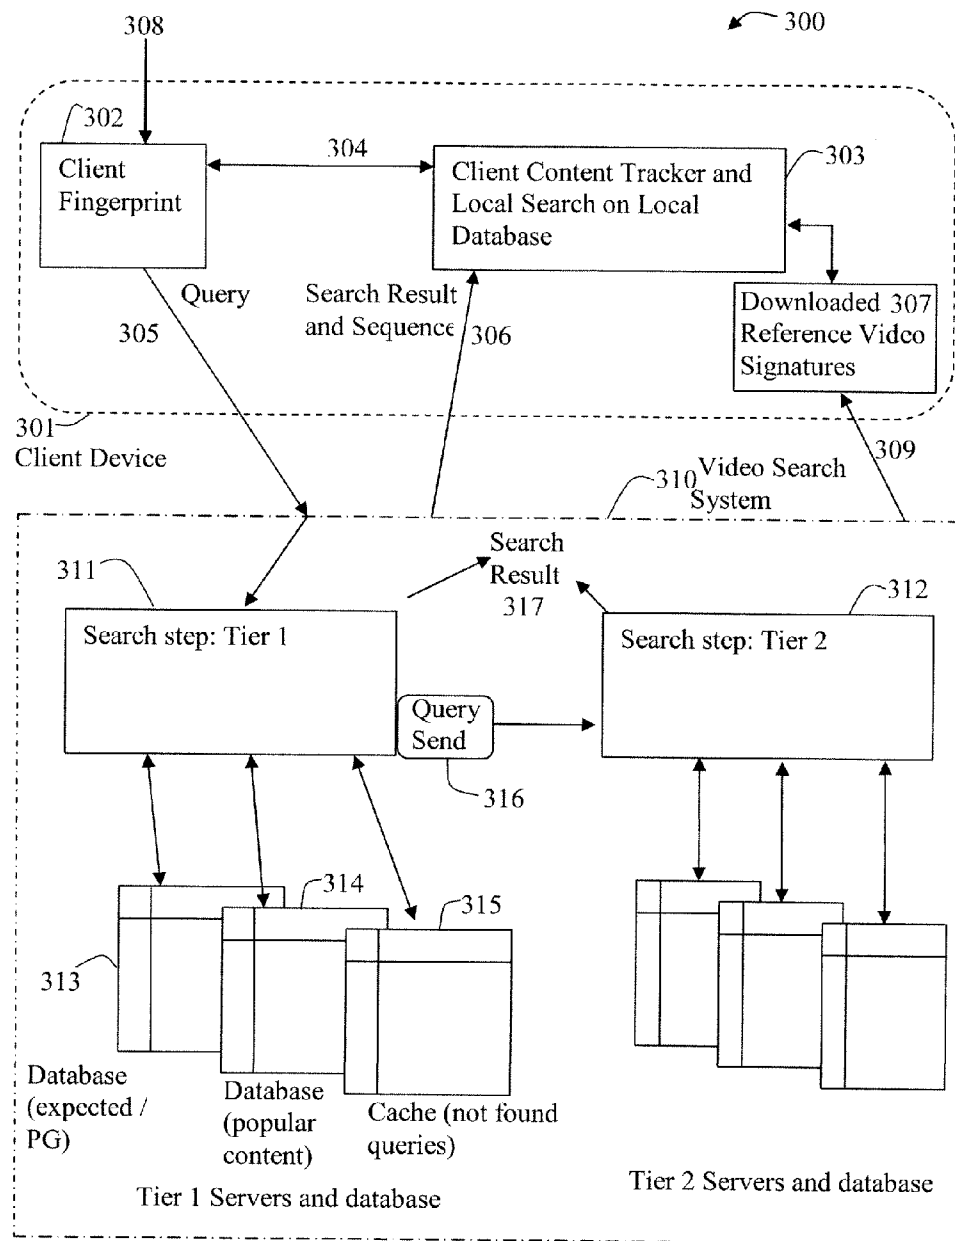 300
308
302
Client
Fingerprint
304
Client Content Tracker and
Local Search on Local
Database
303
Query
305
Search Result
and Sequence
306
Downloaded 307
Reference Video
Signatures
301
Client Device
309
310
Video Search
System
311
Search
Result
317
312
Search step: Tier 1
Search step: Tier 2
Query
Send
316
313
314
315
Database
(expected /
PG)
Database
(popular
content)
Cache (not found
queries)
Tier 1 Servers and database
Tier 2 Servers and database